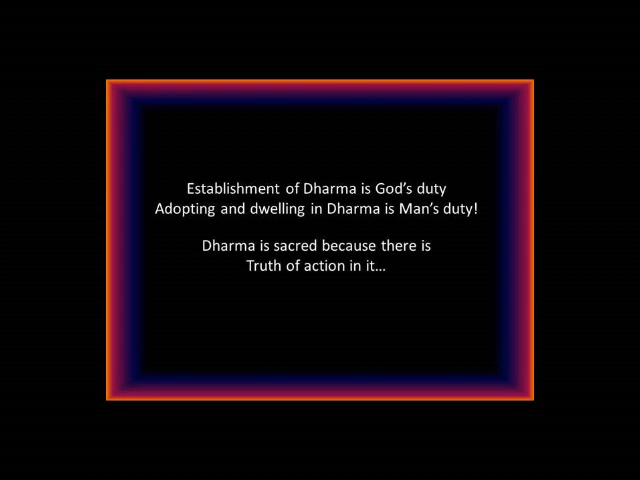 Establishment of Dharma is God’s duty
Adopting and dwelling in Dharma is Man’s duty!
Dharma is sacred because there is
Truth of action in it…